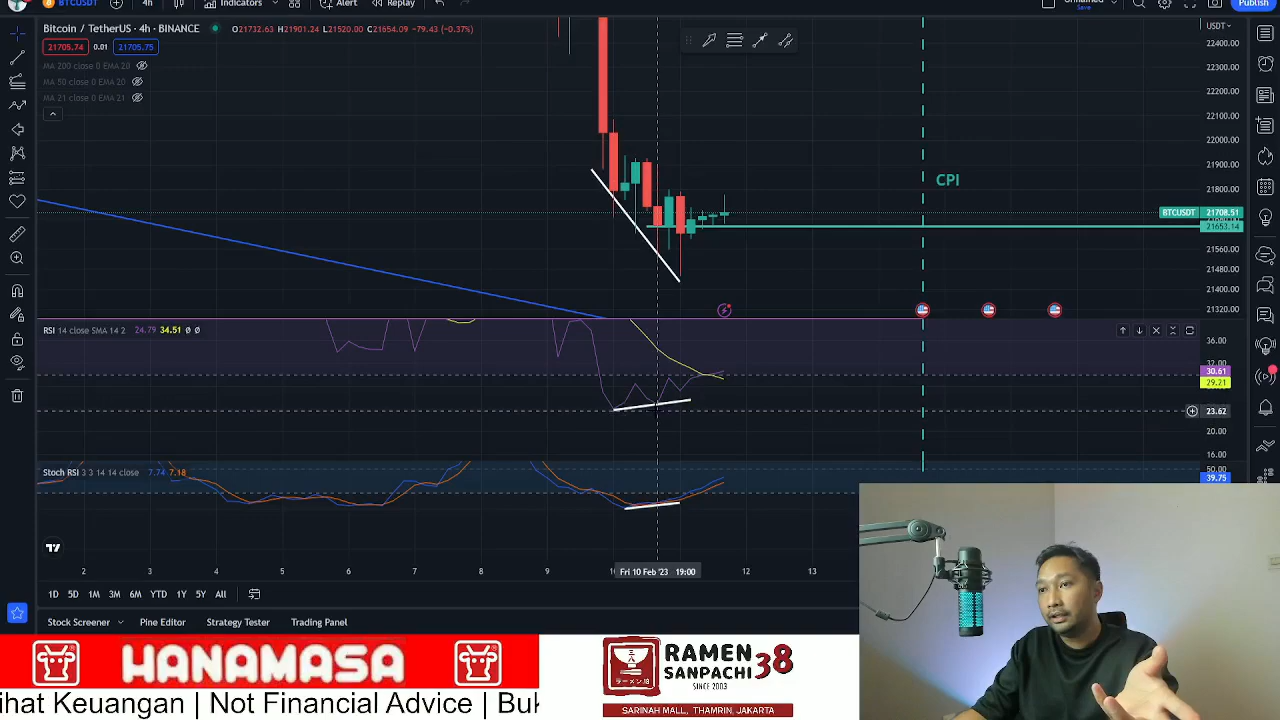 BTCUSDT
4h
Indicators
Alert
Replay
Save
Publish
Bitcoin / TetherUS · 4h · BINANCE
O21732.63 H21901.24 L21520.00 C21654.09 -79.43 (-0.37%)
USDT
21705.74 0.01 21705.75
MA 200 close 0 EMA 20
MA 50 close 0 EMA 20
MA 21 close 0 EMA 21
22400.00
22300.00
22200.00
22100.00
22000.00
21900.00
21800.00
CPI
BTCUSDT 21708.51
21653.14
21560.00
21480.00
21400.00
21320.00
RSI 14 close SMA 14 2 24.79 34.51 Ø Ø
36.00
32.00
30.61
29.21
23.62
20.00
16.00
Stoch RSI 3 3 14 14 close 7.74 7.18
50.00
39.75
2 3 4 5 6 7 8 9 Fri 10 Feb '23 19:00 12 13
1D 5D 1M 3M 6M YTD 1Y 5Y All
Stock Screener Pine Editor Strategy Tester Trading Panel
HANAMASA
RAMEN
SANPACHI 38
SINCE 2003
SARINAH MALL, THAMRIN, JAKARTA
ihat Keuangan | Not Financial Advice | Buk